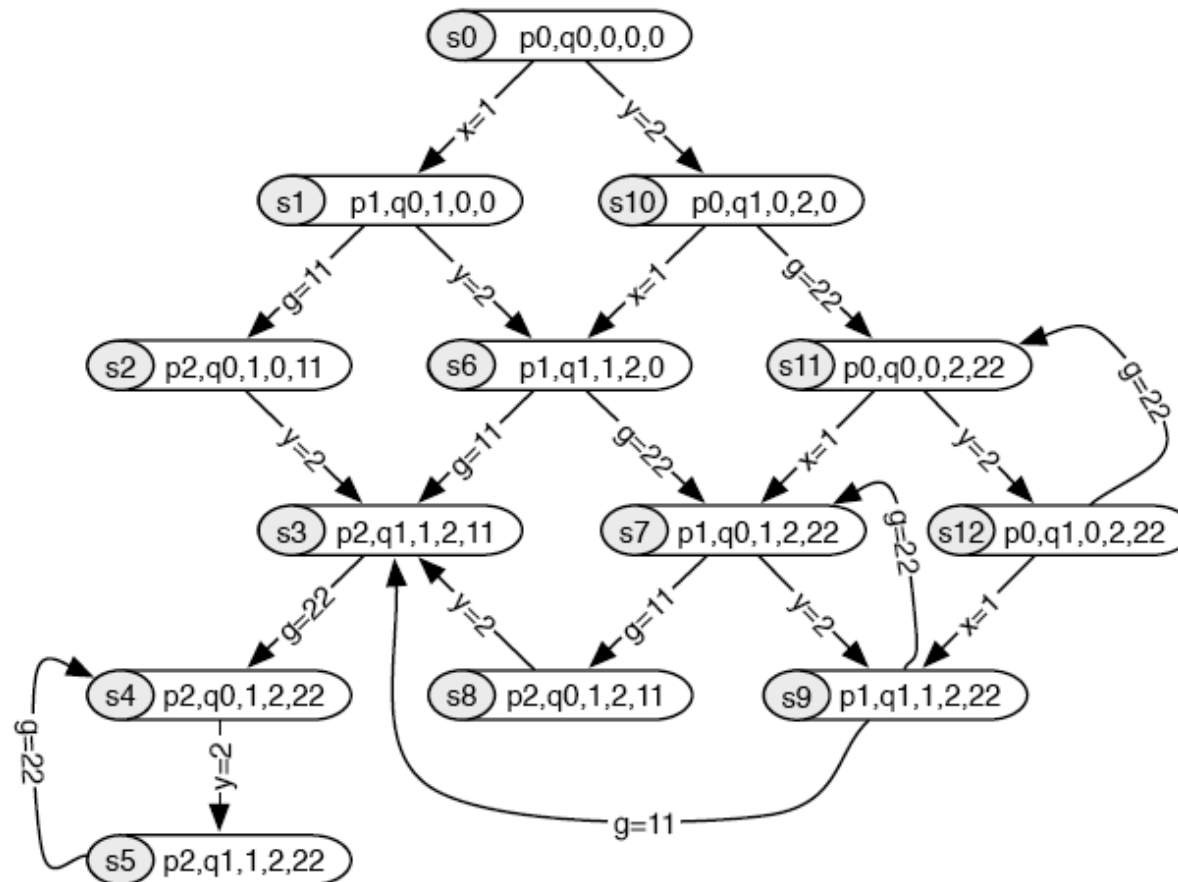 s0 p0,q0,0,0,0
x=1 y=2
s1 p1,q0,1,0,0 s10 p0,q1,0,2,0
g=11 y=2 x=1 g=22
s2 p2,q0,1,0,11 s6 p1,q1,1,2,0 s11 p0,q0,0,2,22
g=22
y=2 g=11 g=22 x=1 y=2
s3 p2,q1,1,2,11 s7 p1,q0,1,2,22 s12 p0,q1,0,2,22
g=22
g=22 y=2 g=11 y=2 x=1
s4 p2,q0,1,2,22 s8 p2,q0,1,2,11 s9 p1,q1,1,2,22
g=22 y=2
g=11
s5 p2,q1,1,2,22